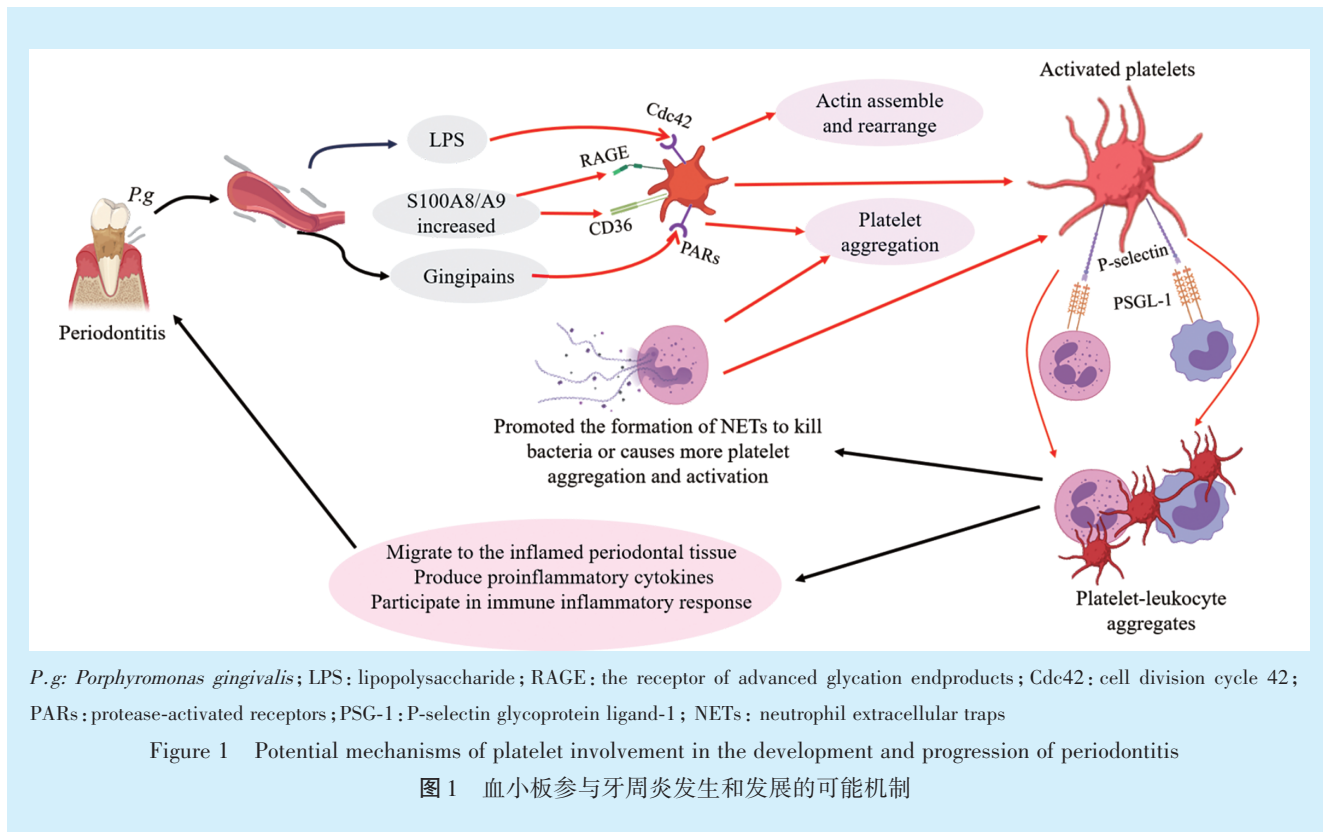 Activated platelets
Cdc42
Actin assemble
and rearrange
LPS
RAGE
P.g
S100A8/A9
increased
CD36
Platelet
aggregation
PARs
P-selectin
Gingipains
PSGL-1
Periodontitis
Promoted the formation of NETs to kill
bacteria or causes more platelet
aggregation and activation
Migrate to the inflamed periodontal tissue
Produce proinflammatory cytokines
Participate in immune inflammatory response
Platelet-leukocyte
aggregates
P.g: Porphyromonas gingivalis; LPS: lipopolysaccharide; RAGE: the receptor of advanced glycation endproducts; Cdc42: cell division cycle 42;
PARs: protease-activated receptors; PSG-1: P-selectin glycoprotein ligand-1; NETs: neutrophil extracellular traps
Figure 1 Potential mechanisms of platelet involvement in the development and progression of periodontitis
图1 血小板参与牙周炎发生和发展的可能机制